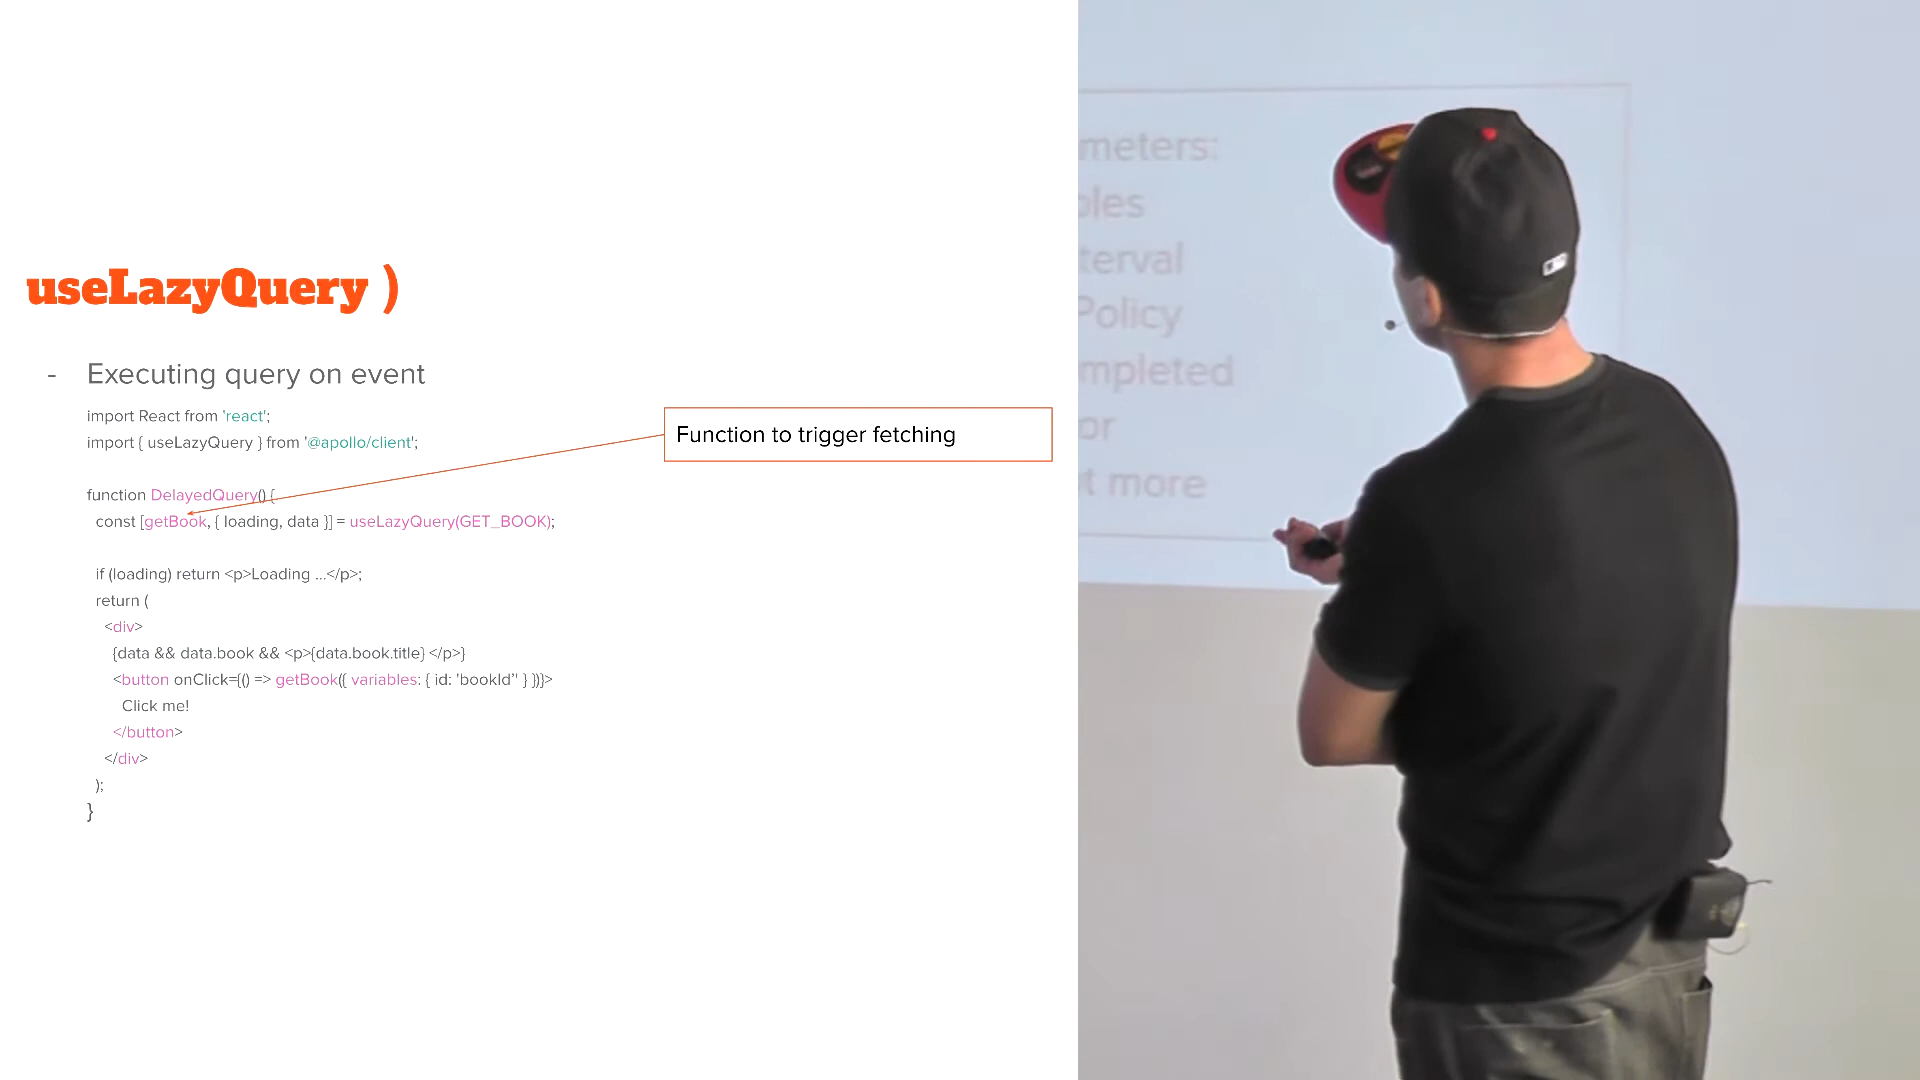 useLazyQuery )
- Executing query on event
import React from 'react';
import { useLazyQuery } from '@apollo/client';
Function to trigger fetching
function DelayedQuery() {
const [getBook, { loading, data }] = useLazyQuery(GET_BOOK);
if (loading) return <p>Loading ...</p>;
return (
<div>
{data && data.book && <p>{data.book.title} </p>}
<button onClick={() => getBook({ variables: { id: 'bookId'' } })}>
Click me!
</button>
</div>
);
}
meters:
bles
terval
Policy
mpleted
or
t more